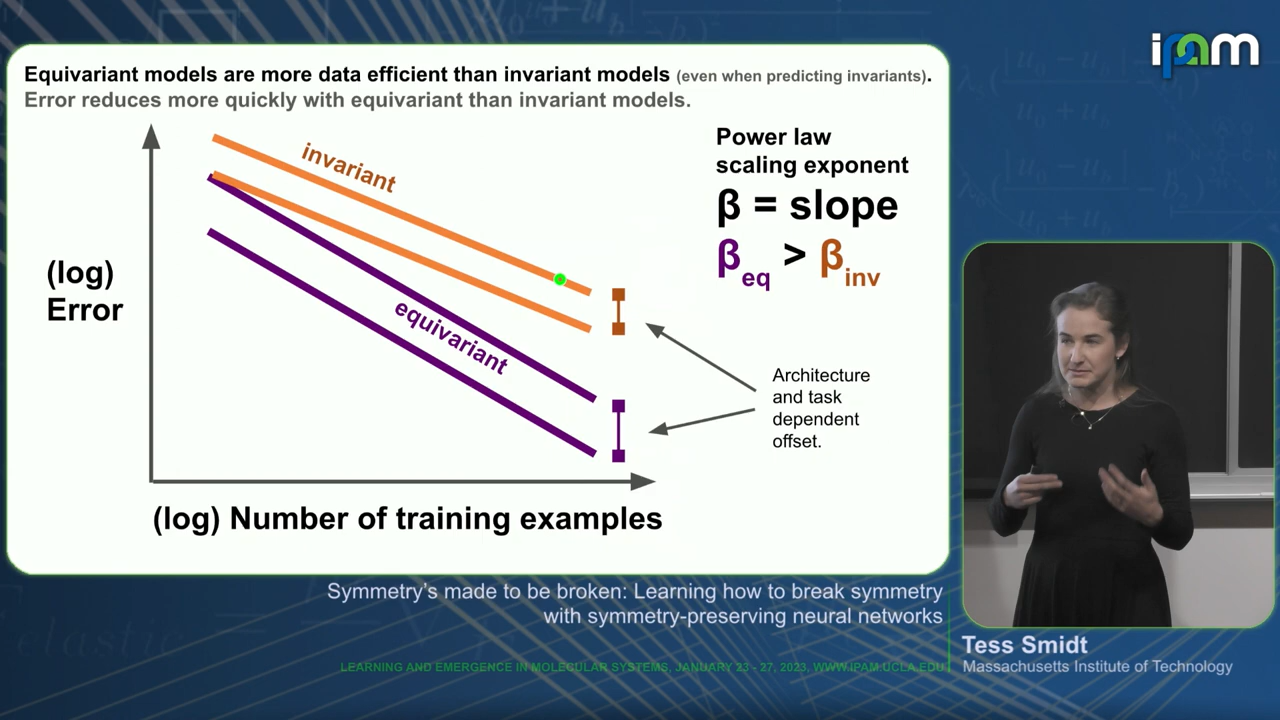 ipam
Equivariant models are more data efficient than invariant models (even when predicting invariants).
Error reduces more quickly with equivariant than invariant models.
invariant
Power law
scaling exponent
β = slope
βeq > βinv
(log)
Error
equivariant
Architecture
and task
dependent
offset.
(log) Number of training examples
Symmetry's made to be broken: Learning how to break symmetry
with symmetry-preserving neural networks
Tess Smidt
Massachusetts Institute of Technology
LEARNING AND EMERGENCE IN MOLECULAR SYSTEMS, JANUARY 23 - 27, 2023, WWW.IPAM.UCLA.EDU
elastic